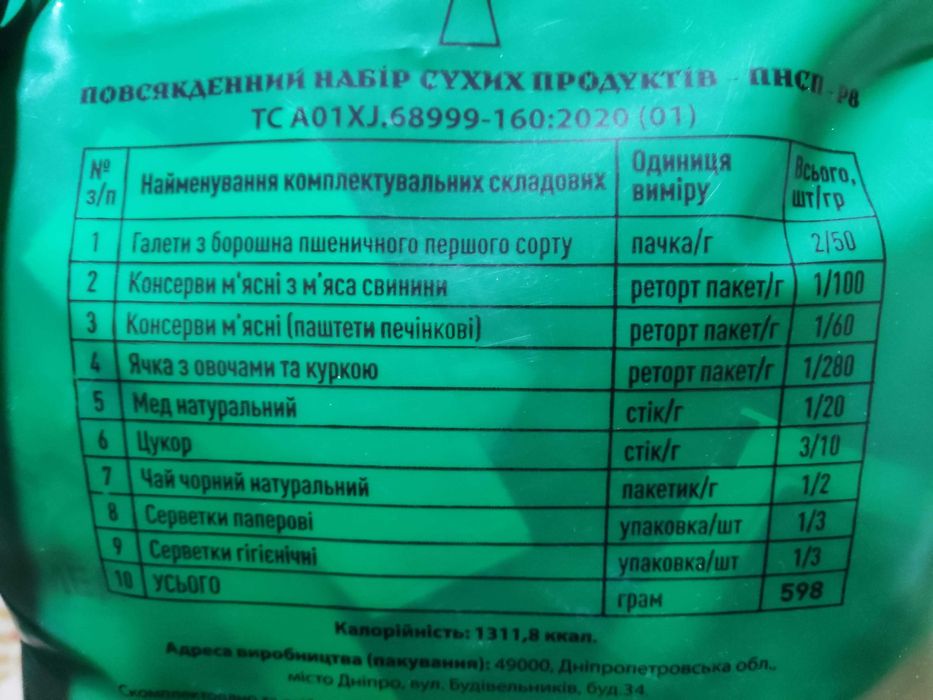 ПОВСЯКДЕННИЙ НАБІР СУХИХ ПРОДУКТІВ - ПНСП - Р8
ТС А01XJ.68999-160:2020 (01)
№ з/п Найменування комплектувальних складових Одиниця виміру Всього, шт/гр
1 Галети з борошна пшеничного першого сорту пачка/г 2/50
2 Консерви м'ясні з м'яса свинини реторт пакет/г 1/100
3 Консерви м'ясні (паштети печінкові) реторт пакет/г 1/60
4 Ячка з овочами та куркою реторт пакет/г 1/280
5 Мед натуральний стік/г 1/20
6 Цукор стік/г 3/10
7 Чай чорний натуральний пакетик/г 1/2
8 Серветки паперові упаковка/шт 1/3
9 Серветки гігієнічні упаковка/шт 1/3
10 УСЬОГО грам 598
Калорійність: 1311,8 ккал.
Адреса виробництва (пакування): 49000, Дніпропетровська обл.,
місто Дніпро, вул. Будівельників, буд.34